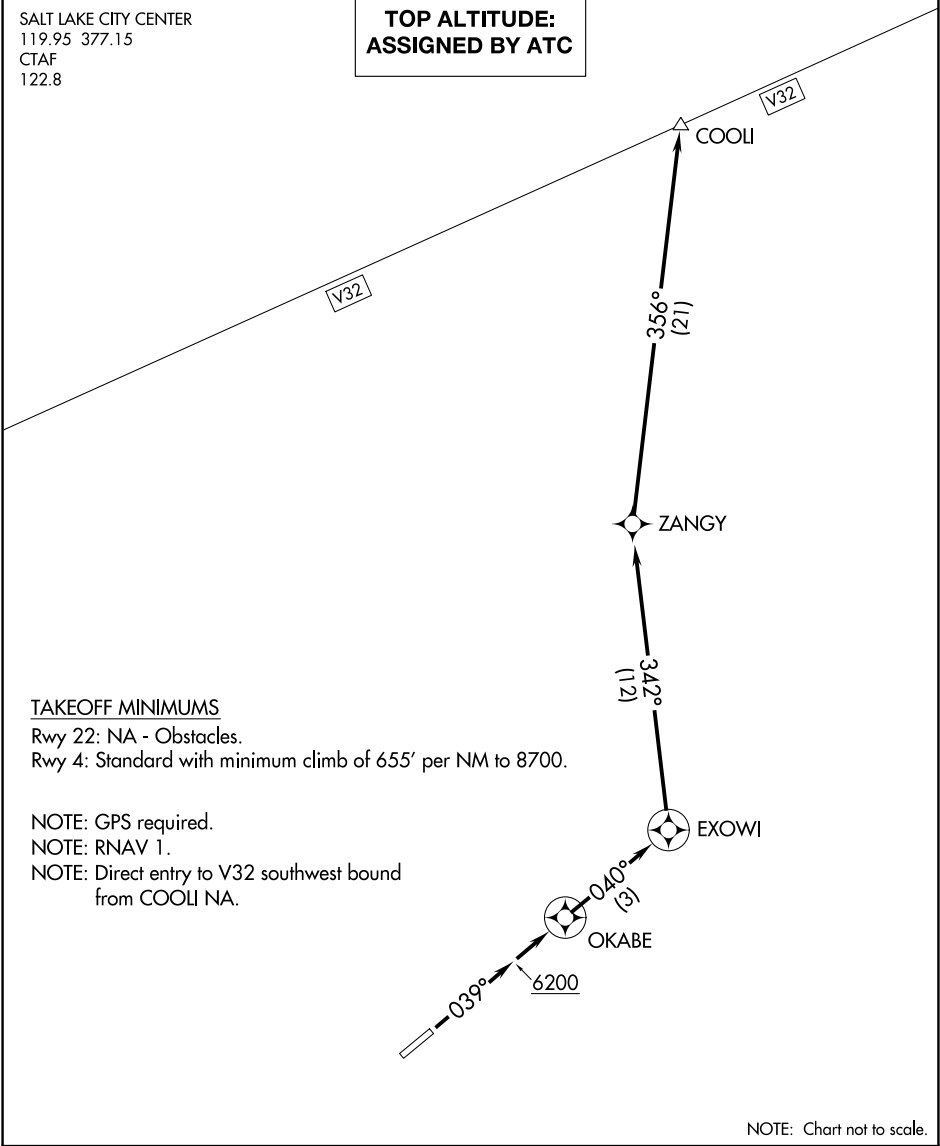 SALT LAKE CITY CENTER
119.95 377.15
CTAF
122.8
TOP ALTITUDE:
ASSIGNED BY ATC
V32
COOLI
V32
356°
(21)
ZANGY
342°
(12)
TAKEOFF MINIMUMS
Rwy 22: NA - Obstacles.
Rwy 4: Standard with minimum climb of 655' per NM to 8700.
NOTE: GPS required.
NOTE: RNAV 1.
NOTE: Direct entry to V32 southwest bound
from COOLI NA.
EXOWI
040°
(3)
OKABE
6200
039°
NOTE: Chart not to scale.